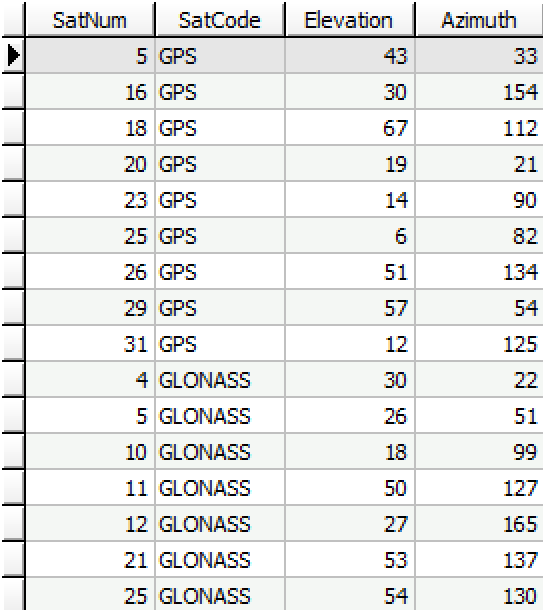 SatNum SatCode Elevation Azimuth
5 GPS 43 33
16 GPS 30 154
18 GPS 67 112
20 GPS 19 21
23 GPS 14 90
25 GPS 6 82
26 GPS 51 134
29 GPS 57 54
31 GPS 12 125
4 GLONASS 30 22
5 GLONASS 26 51
10 GLONASS 18 99
11 GLONASS 50 127
12 GLONASS 27 165
21 GLONASS 53 137
25 GLONASS 54 130